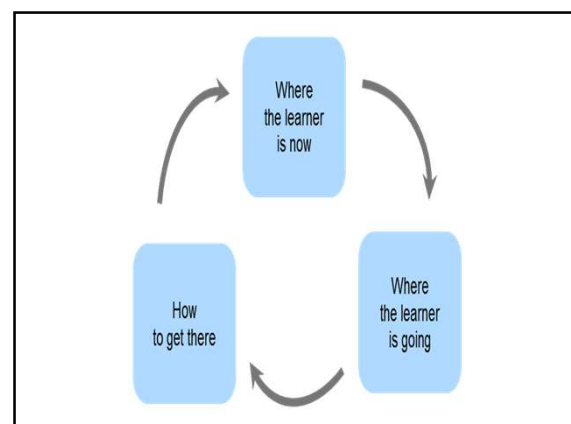 Where
the learner
is now
Where
the learner
is going
How
to get there